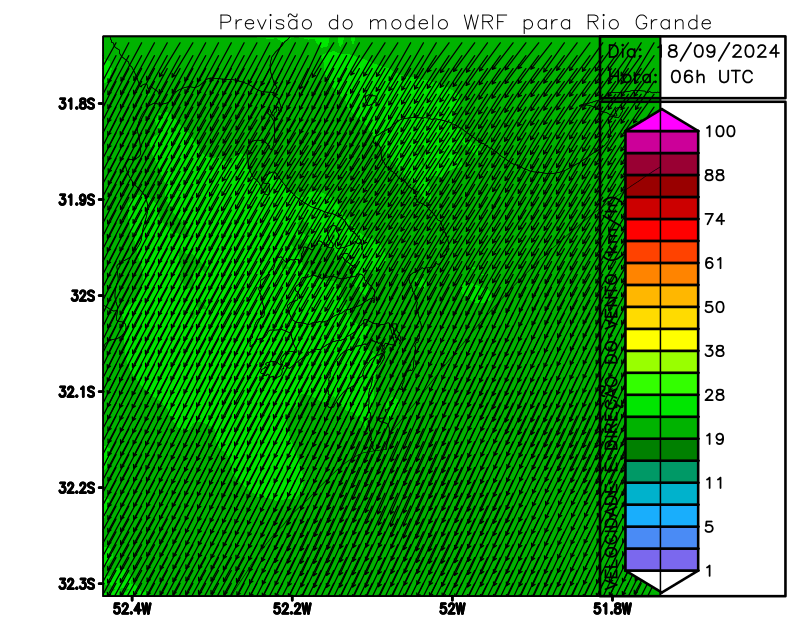 Previsão do modelo WRF para Rio Grande
Dia: 18/09/2024
Hora: 06h UTC
31.8S
31.9S
32S
32.1S
32.2S
32.3S
52.4W
52.2W
52W
51.8W
VELOCIDADE E DIREÇÃO DO VENTO (km/h)
100
88
74
61
50
38
28
19
11
5
1